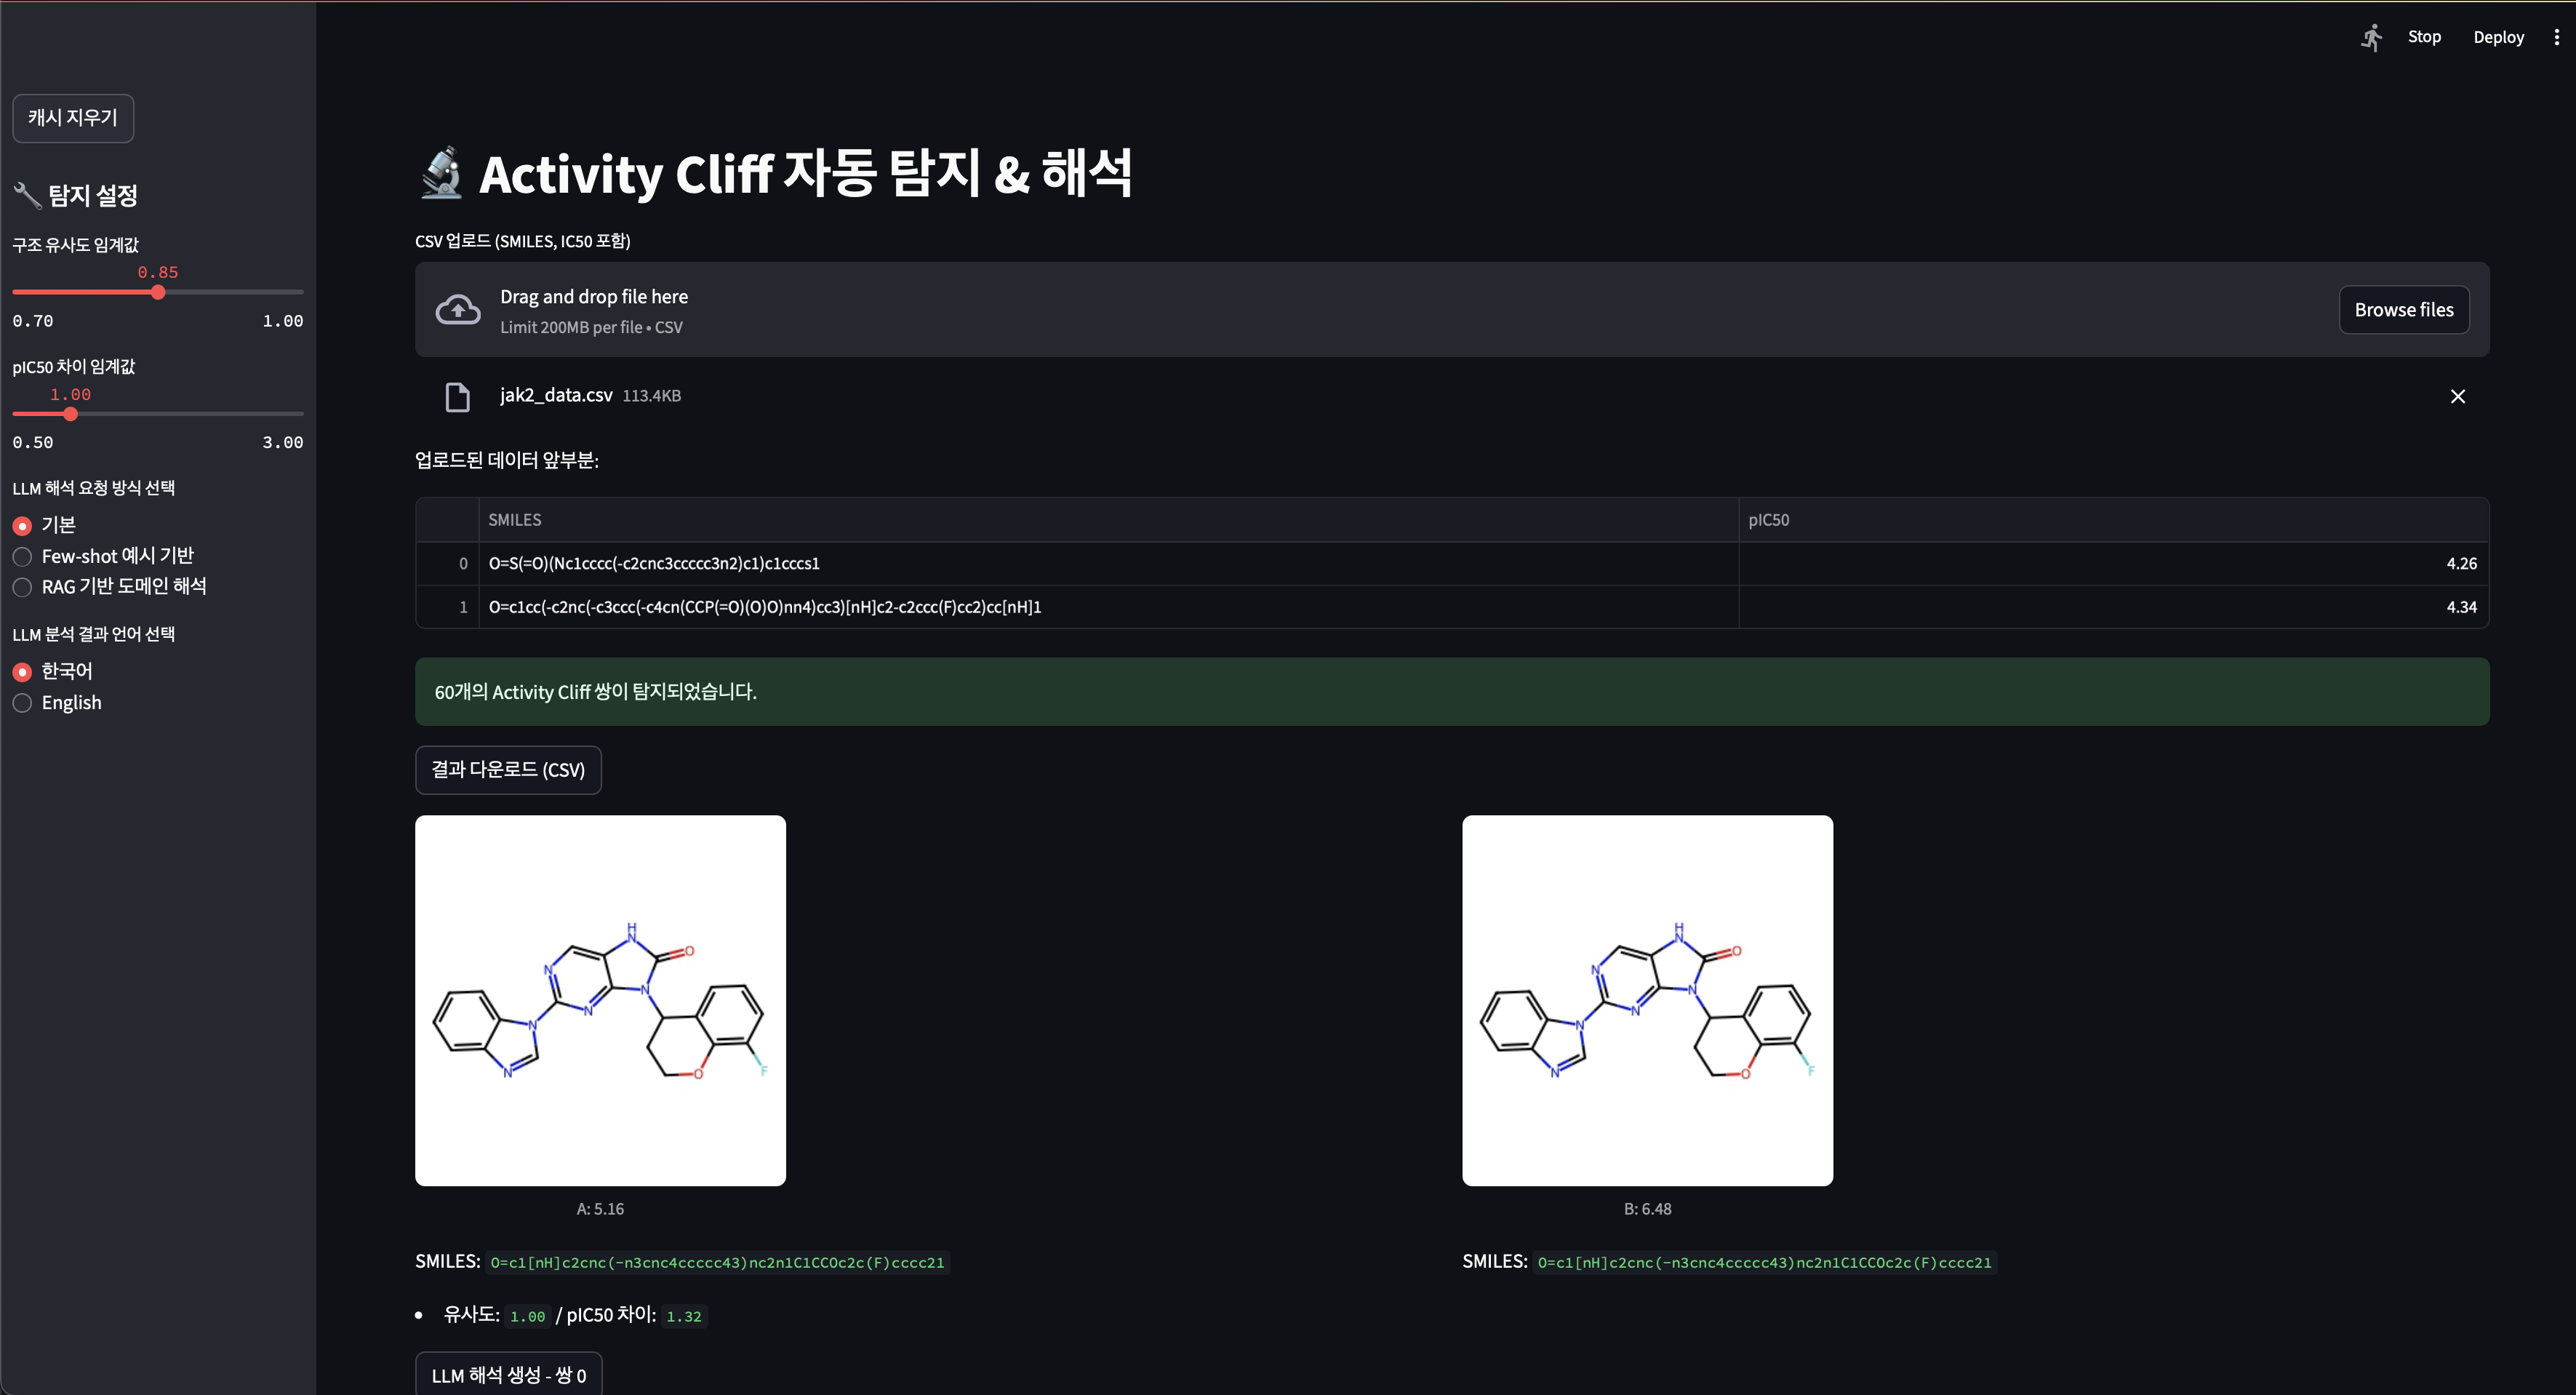 Stop
Deploy
캐시 지우기
탐지 설정
구조 유사도 임계값
0.85
0.70
1.00
pIC50 차이 임계값
1.00
0.50
3.00
LLM 해석 요청 방식 선택
기본
Few-shot 예시 기반
RAG 기반 도메인 해석
LLM 분석 결과 언어 선택
한국어
English
Activity Cliff 자동 탐지 & 해석
CSV 업로드 (SMILES, IC50 포함)
Drag and drop file here
Limit 200MB per file • CSV
Browse files
jak2_data.csv 113.4KB
업로드된 데이터 앞부분:
SMILES pIC50
0 O=S(=O)(Nc1cccc(-c2cnc3ccccc3n2)c1)c1cccs1 4.26
1 O=c1cc(-c2nc(-c3ccc(-c4cn(CCP(=O)(O)O)nn4)cc3)[nH]c2-c2ccc(F)cc2)cc[nH]1 4.34
60개의 Activity Cliff 쌍이 탐지되었습니다.
결과 다운로드 (CSV)
H
N
O
N
N
N
N
N
O
F
A: 5.16
SMILES: O=c1[nH]c2cnc(-n3cnc4ccccc43)nc2n1C1CCOc2c(F)cccc21
H
N
O
N
N
N
N
N
O
F
B: 6.48
SMILES: O=c1[nH]c2cnc(-n3cnc4ccccc43)nc2n1C1CCOc2c(F)cccc21
• 유사도: 1.00 / pIC50 차이: 1.32
LLM 해석 생성 - 쌍 0